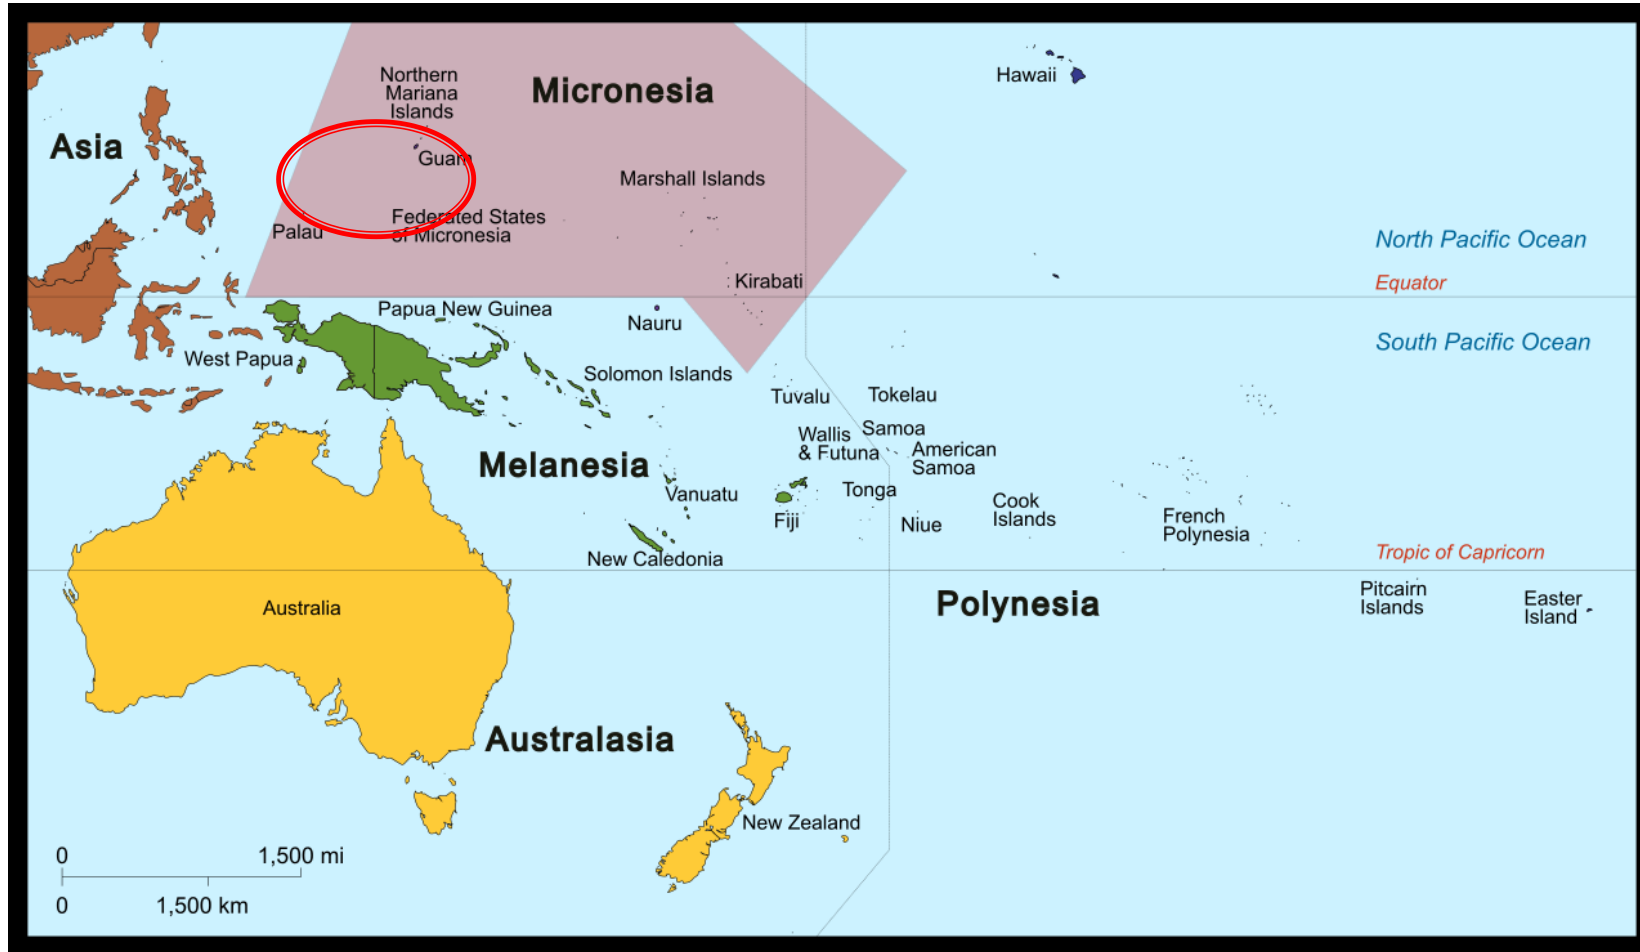 Northern
Mariana
Islands
Micronesia
Hawaii
Asia
Guam
Marshall Islands
Federated States
of Micronesia
Palau
North Pacific Ocean
Kirabati
Equator
Papua New Guinea
Nauru
South Pacific Ocean
West Papua
Solomon Islands
Tuvalu
Tokelau
Wallis
& Futuna
Samoa
American
Samoa
Melanesia
Vanuatu
Tonga
Cook
Islands
Fiji
Niue
French
Polynesia
New Caledonia
Tropic of Capricorn
Australia
Polynesia
Pitcairn
Islands
Easter
Island
Australasia
New Zealand
0
1,500 mi
0
1,500 km